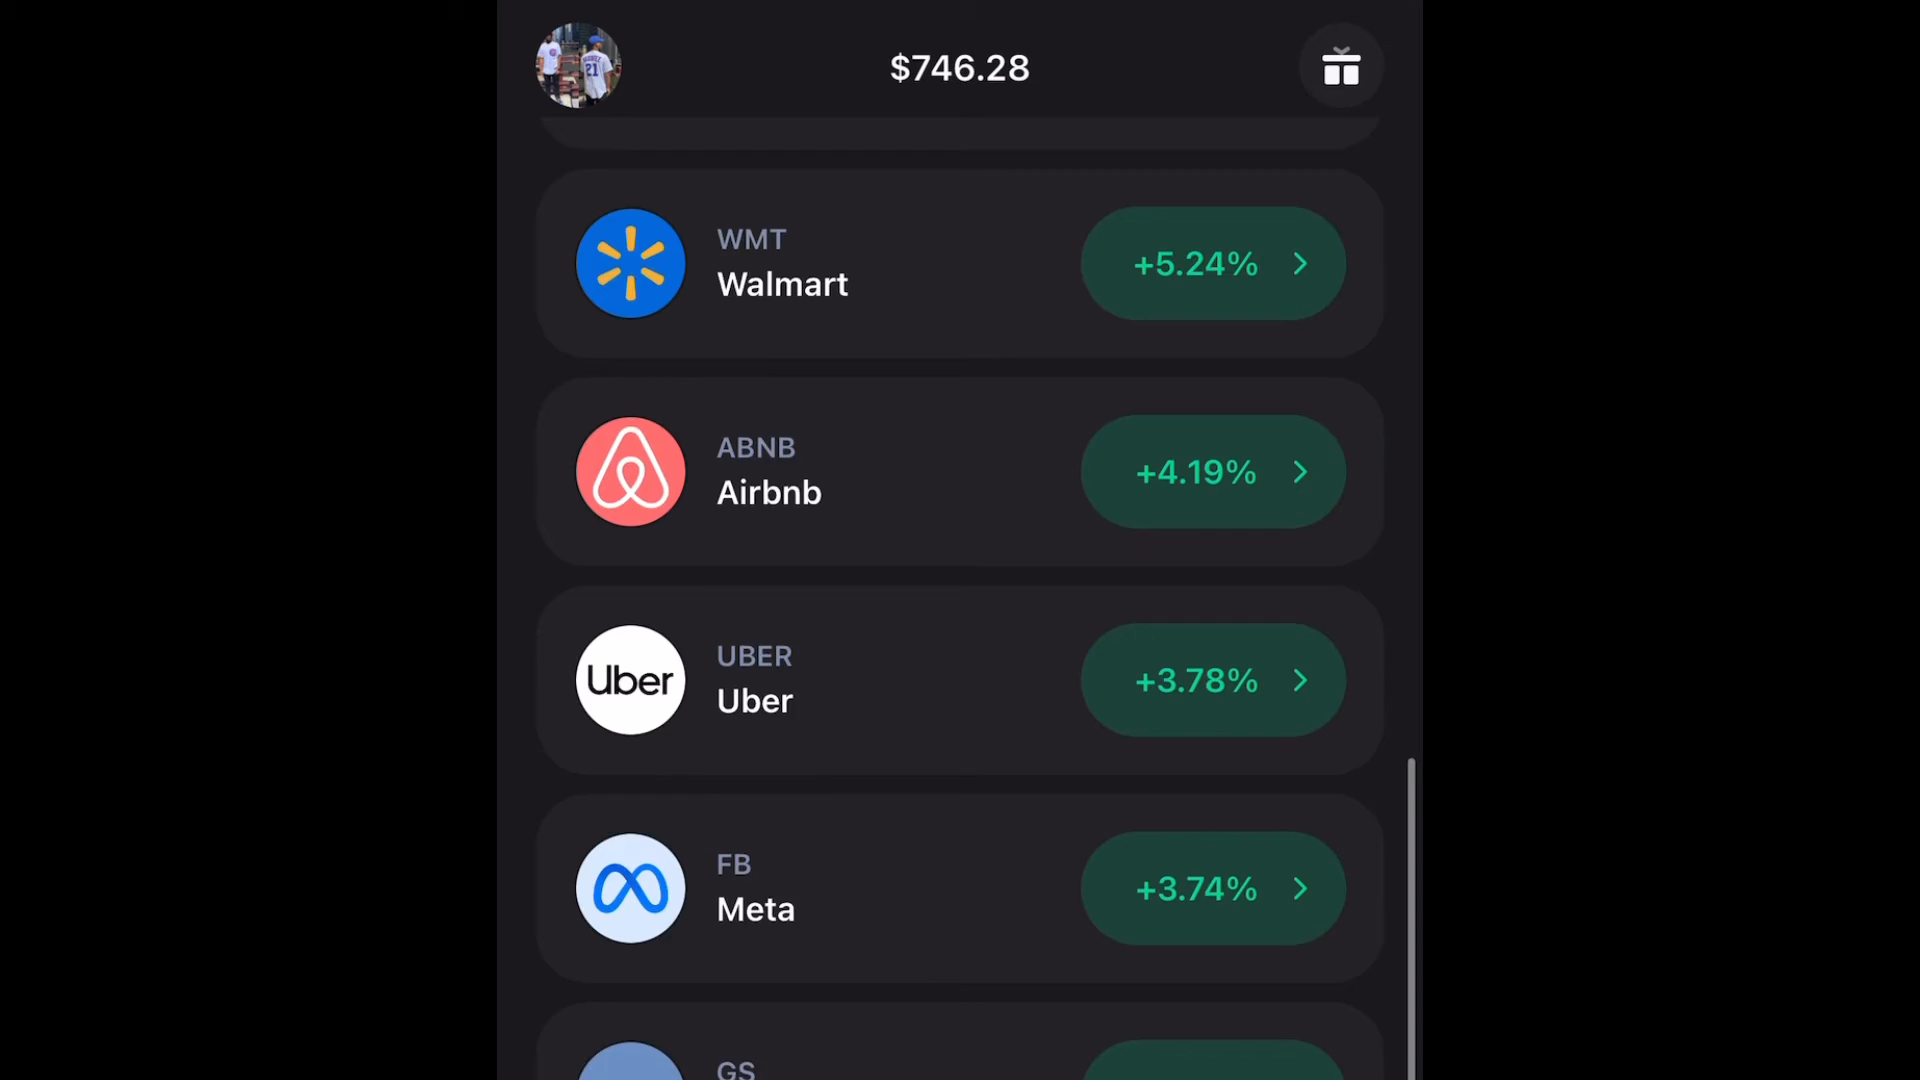 $746.28
WMT
Walmart
+5.24%
ABNB
Airbnb
+4.19%
Uber
UBER
Uber
+3.78%
FB
Meta
+3.74%
GS